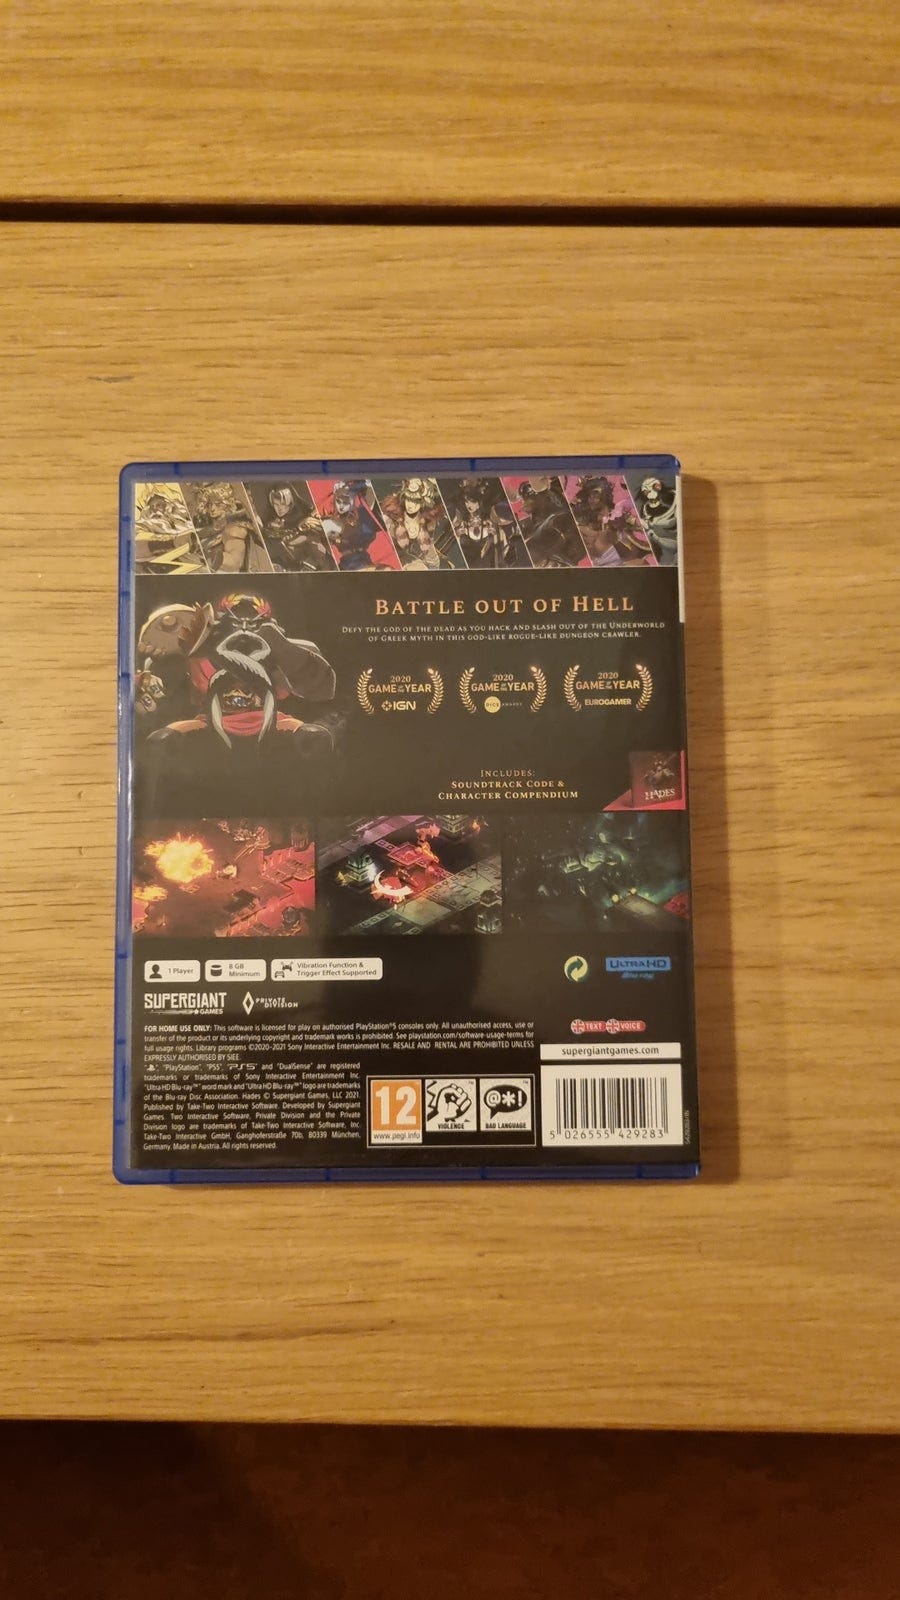 BATTLE OUT OF HELL
DEFY THE GOD OF THE DEAD AS YOU HACK AND SLASH OUT OF THE UNDERWORLD
OF GREEK MYTH IN THIS GOD-LIKE ROGUE-LIKE DUNGEON CRAWLER.
2020
GAME OF THE YEAR
IGN
2020
GAME OF THE YEAR
DICE AWARDS
2020
GAME OF THE YEAR
EUROGAMER
INCLUDES:
SOUNDTRACK CODE &
CHARACTER COMPENDIUM
HADES
1 Player
8 GB
Minimum
Vibration Function &
Trigger Effect Supported
ULTRA HD
Blu-ray
SUPERGIANT
GAMES
PRIVATE
DIVISION
TEXT
VOICE
FOR HOME USE ONLY: This software is licensed for play on authorised PlayStation®5 consoles only. All unauthorised access, use or
transfer of the product or its underlying copyright and trademark works is prohibited. See playstation.com/software-usage-terms for
full usage rights. Library programs ©2020-2021 Sony Interactive Entertainment Inc. RESALE AND RENTAL ARE PROHIBITED UNLESS
EXPRESSLY AUTHORISED BY SIEE.
"PlayStation", "PS5", "PS5" and "DualSense" are registered
trademarks or trademarks of Sony Interactive Entertainment Inc.
"Ultra HD Blu-ray™" word mark and "Ultra HD Blu-ray™" logo are trademarks
of the Blu-ray Disc Association. Hades © Supergiant Games, LLC 2021.
Published by Take-Two Interactive Software. Developed by Supergiant
Games. Two Interactive Software, Private Division and the Private
Division logo are trademarks of Take-Two Interactive Software, Inc.
Take-Two Interactive GmbH, Ganghoferstraße 70b, 80339 München,
Germany. Made in Austria. All rights reserved.
supergiantgames.com
12
www.pegi.info
VIOLENCE
@*!
BAD LANGUAGE
5 026555 429283